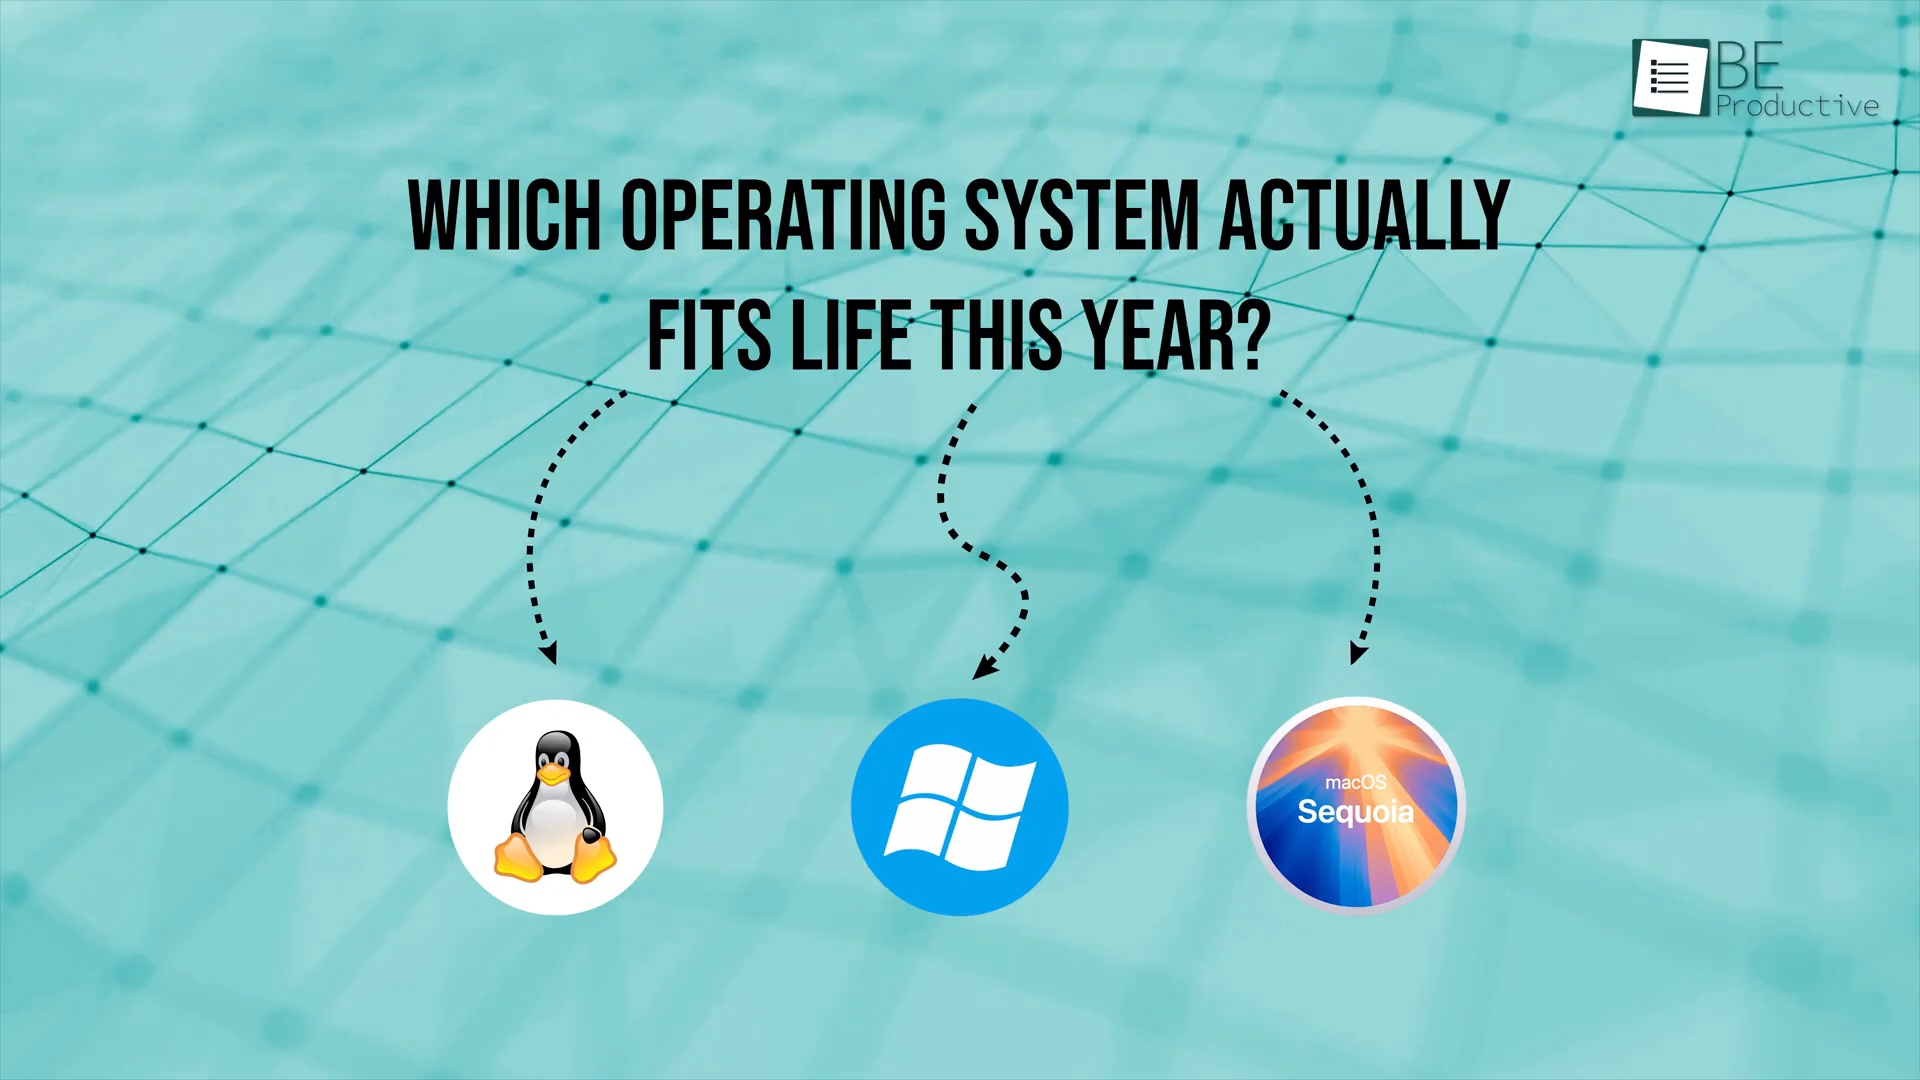 BE
Productive
WHICH OPERATING SYSTEM ACTUALLY
FITS LIFE THIS YEAR?
macOS
Sequoia